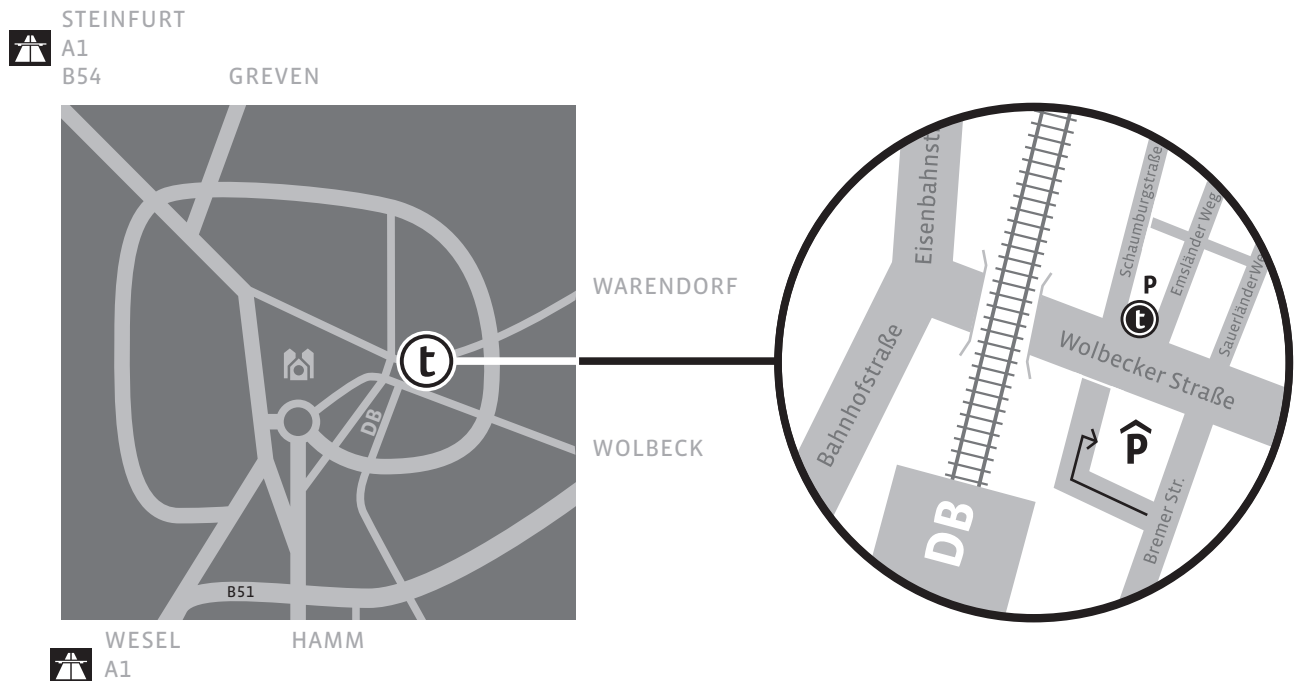 STEINFURT
A1
B54
GREVEN
WARENDORF
WOLBECK
DB
t
B51
WESEL
A1
HAMM
Eisenbahnst
Schaumburgstraße
Emsländer Weg
SauerländerWe
P
t
Wolbecker Straße
Bahnhofstraße
P
Bremer Str.
DB